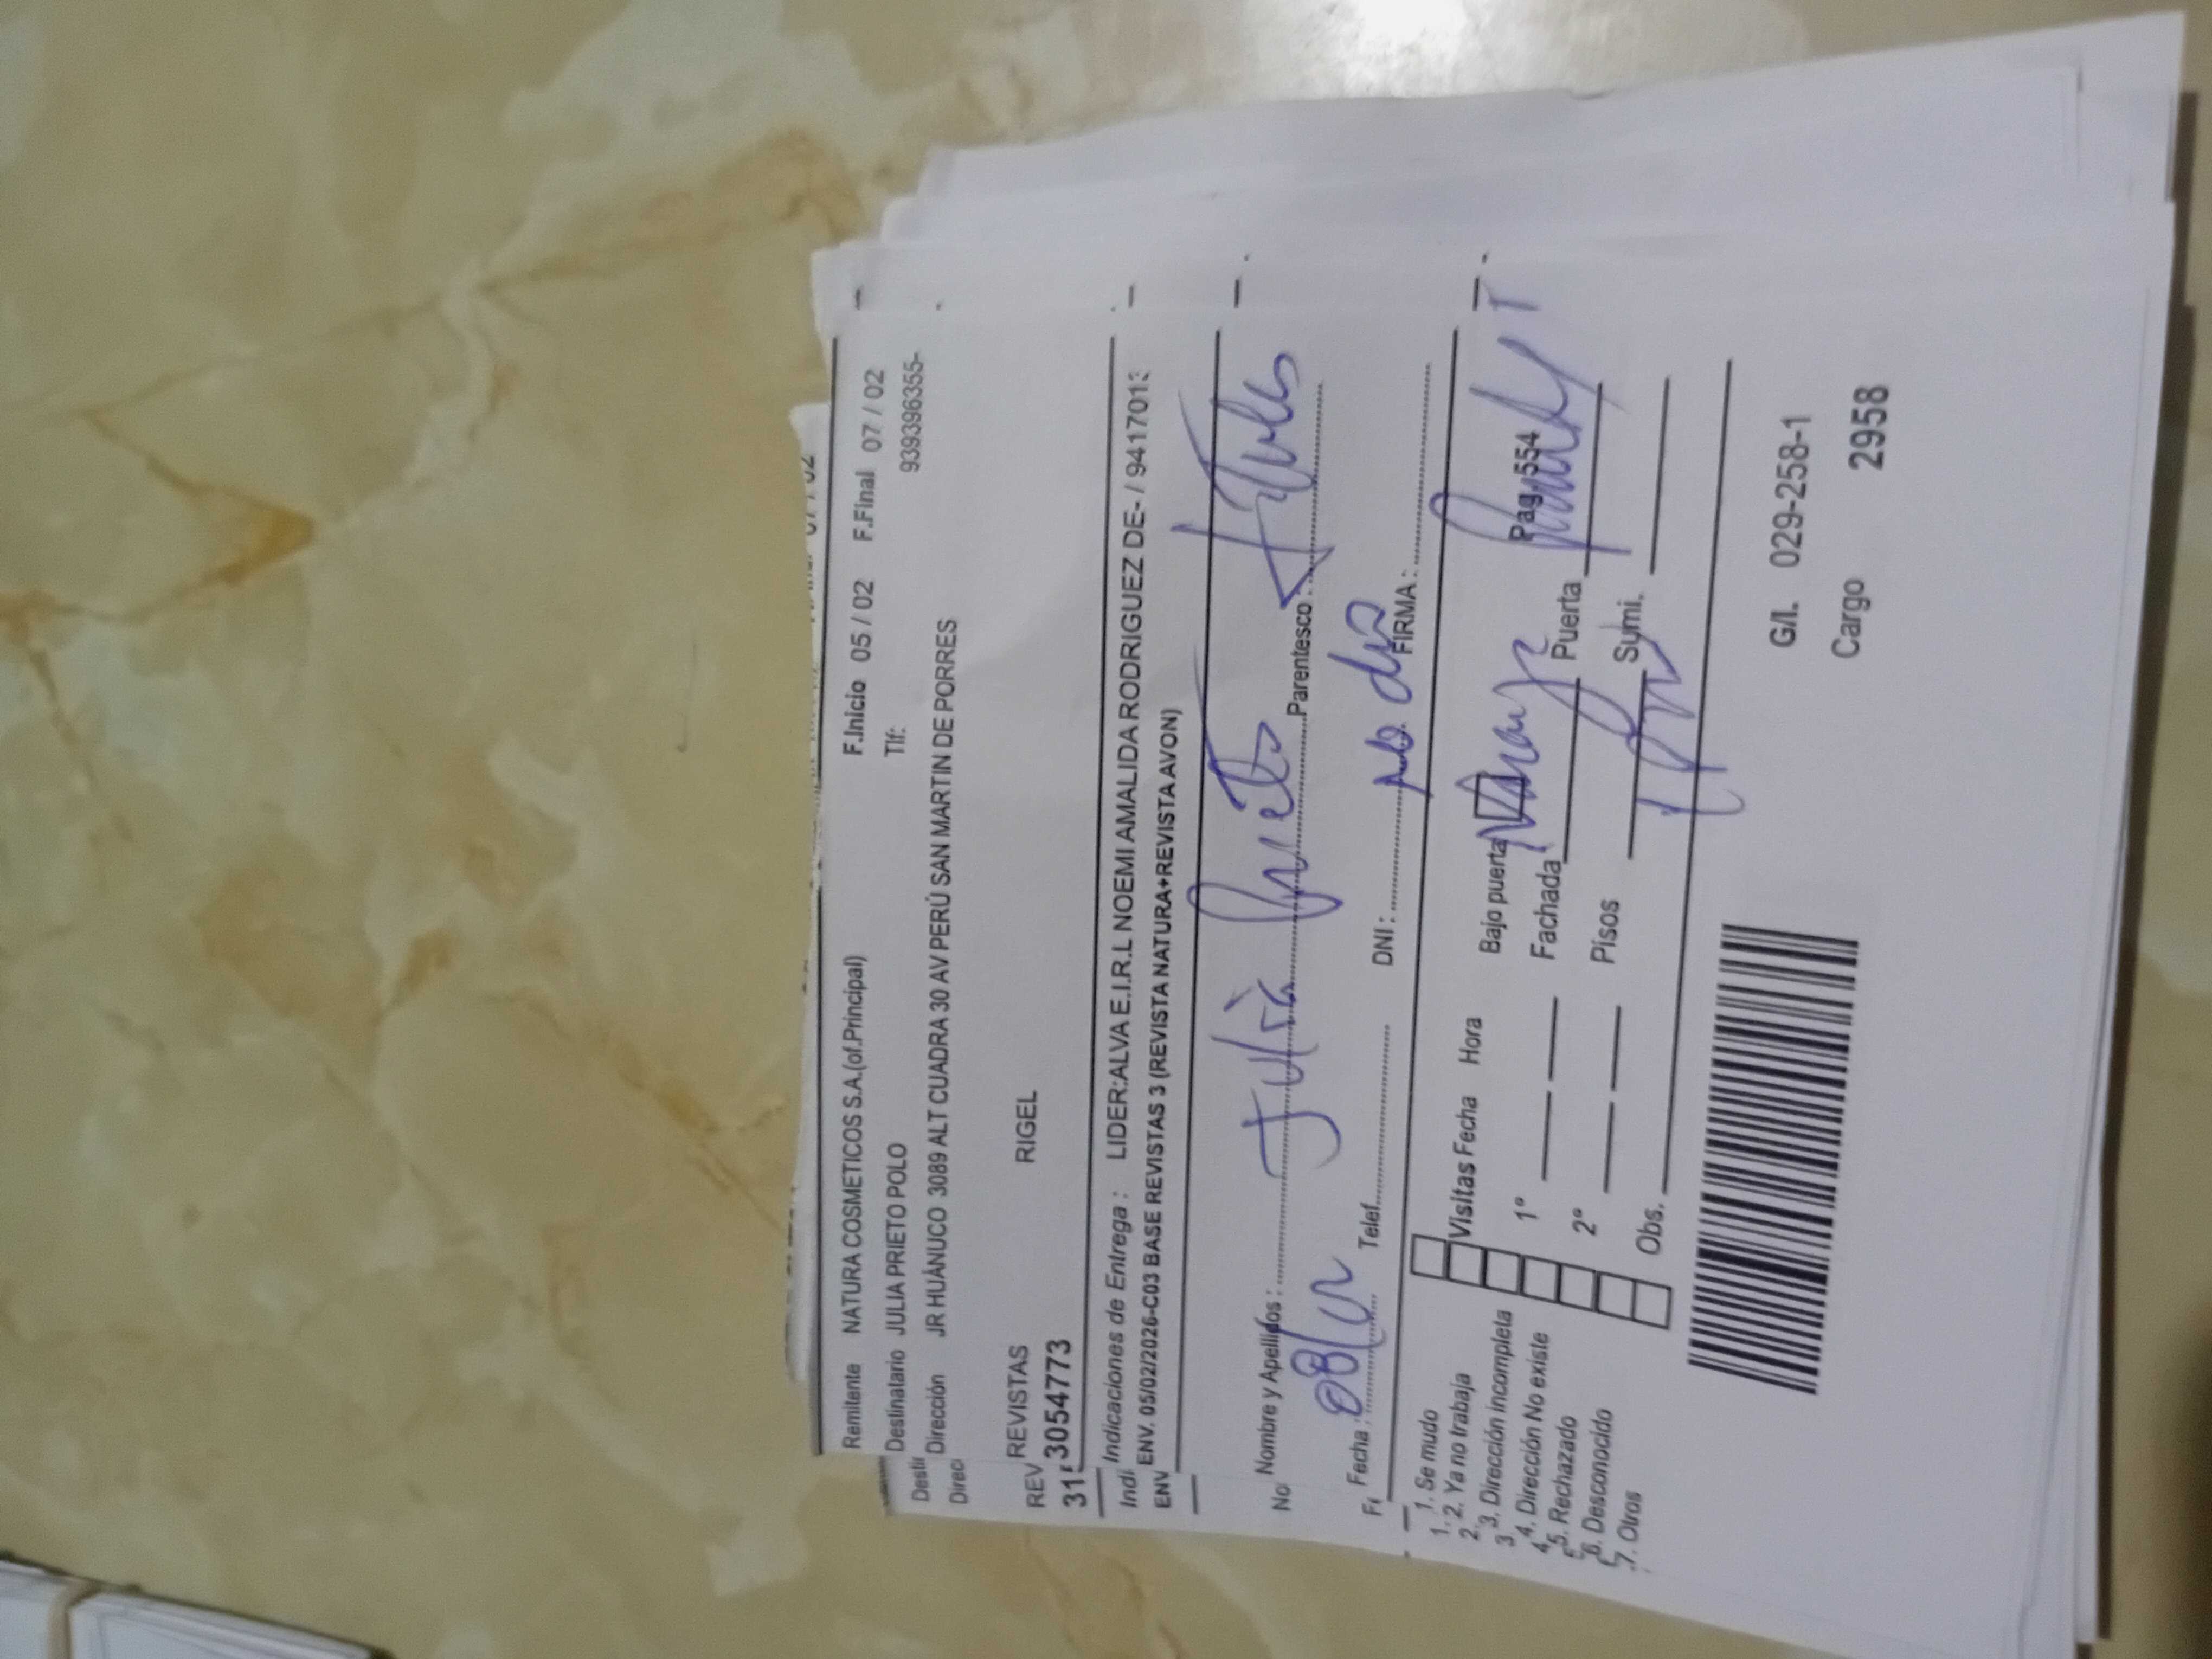 Remitente NATURA COSMETICOS S.A.(of.Principal) F.Inicio 05 / 02 F.Final 07 / 02
Destinatario JULIA PRIETO POLO Tlf: 939396355-
Dirección JR HUÁNUCO 3089 ALT CUADRA 30 AV PERÚ SAN MARTIN DE PORRES
REVISTAS RIGEL
3054773
Indicaciones de Entrega : LIDER:ALVA E.I.R.L NOEMI AMALIDA RODRIGUEZ DE- / 9417013
ENV. 05/02/2026-C03 BASE REVISTAS 3 (REVISTA NATURA+REVISTA AVON)
Nombre y Apellidos : Julia Prieto Parentesco :
Fecha : Telef. DNI : no dio FIRMA :
1. Se mudo Visitas Fecha Hora Bajo puerta Pag 554
2. Ya no trabaja
3. Dirección incompleta 1° Fachada Puerta
4. Dirección No existe
5. Rechazado 2° Pisos Sumi.
6. Desconocido
7. Otros Obs.
G/I. 029-258-1
Cargo 2958